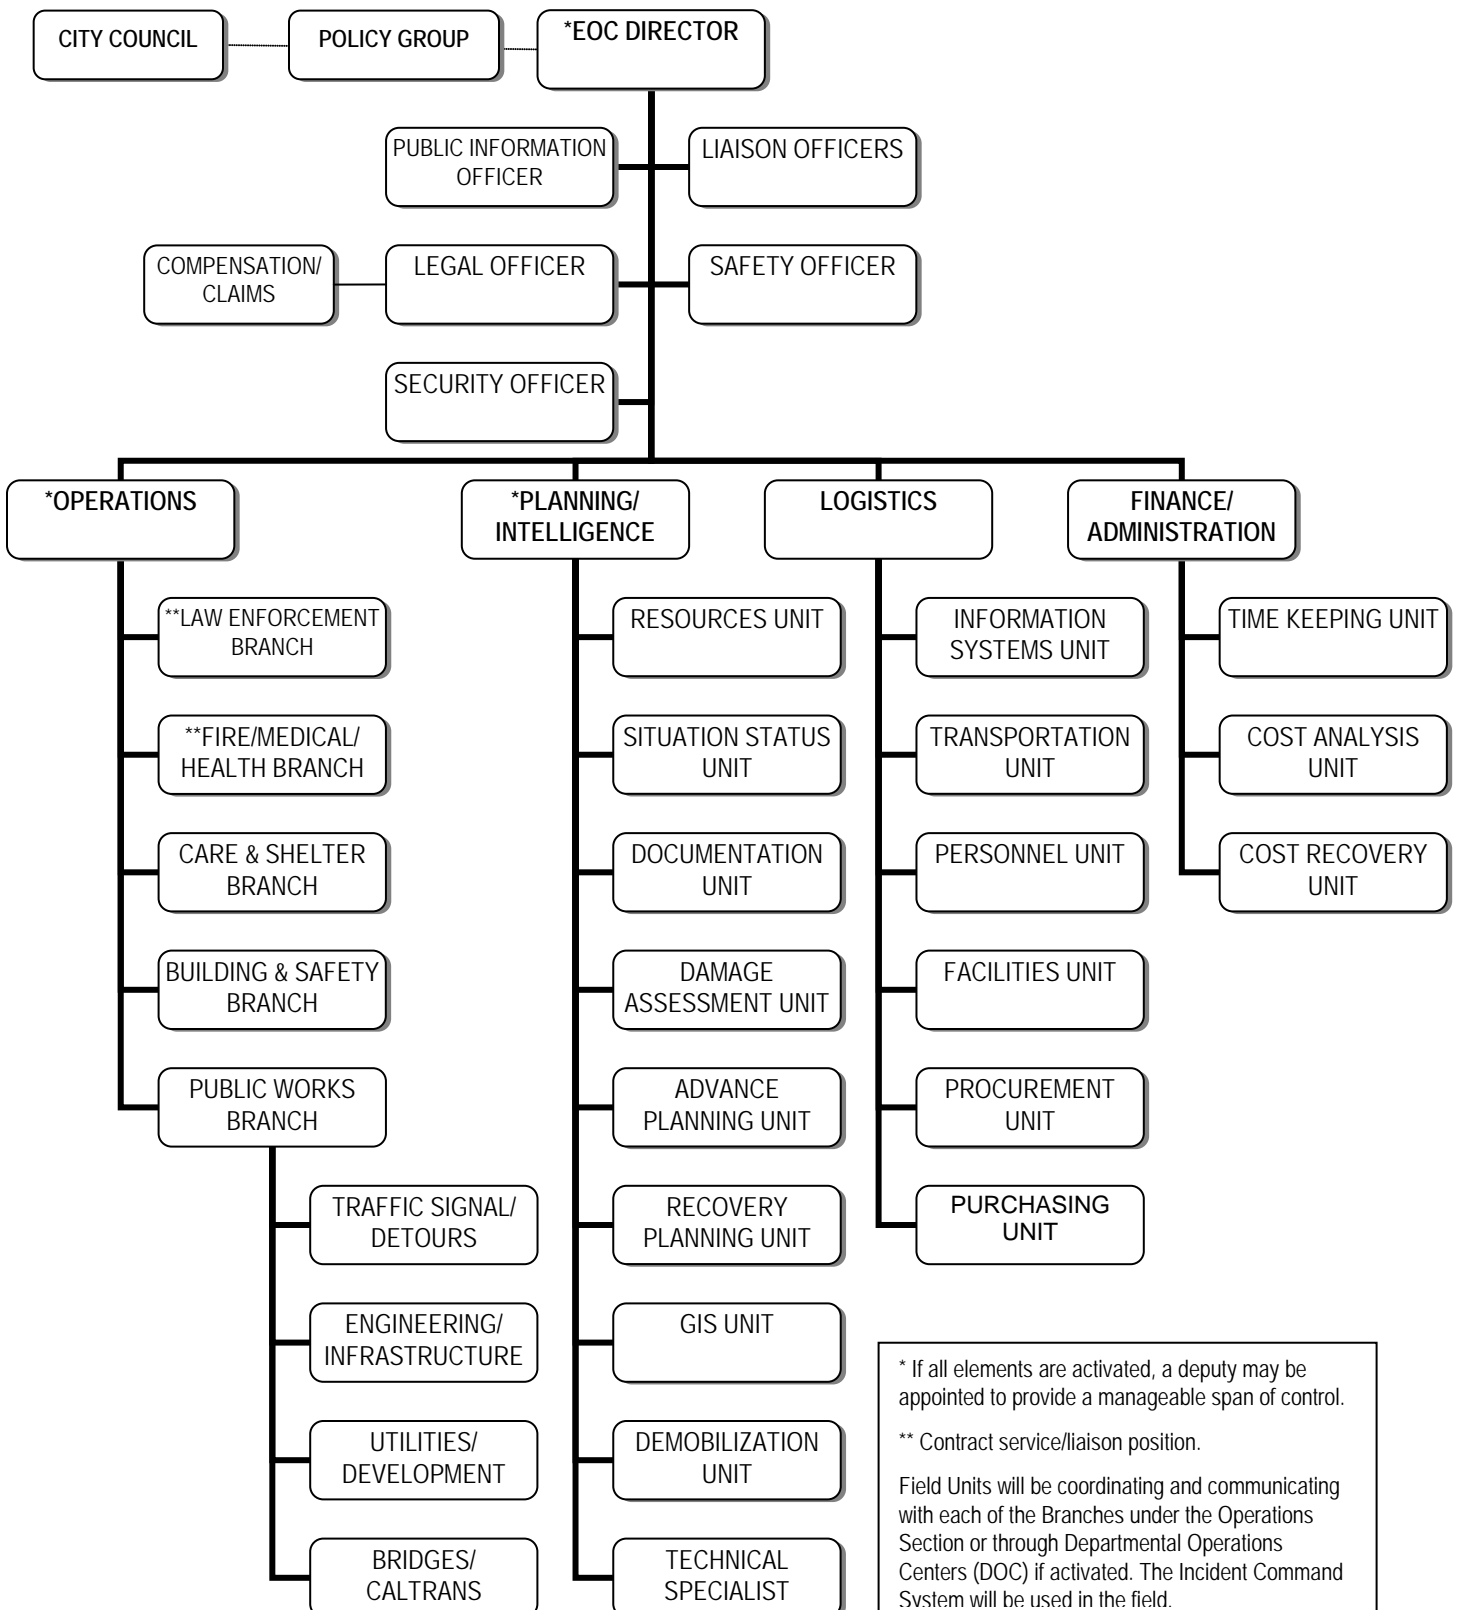 CITY COUNCIL
POLICY GROUP
*EOC DIRECTOR
PUBLIC INFORMATION
OFFICER
LIAISON OFFICERS
COMPENSATION/
CLAIMS
LEGAL OFFICER
SAFETY OFFICER
SECURITY OFFICER
*OPERATIONS
**LAW ENFORCEMENT
BRANCH
**FIRE/MEDICAL/
HEALTH BRANCH
CARE & SHELTER
BRANCH
BUILDING & SAFETY
BRANCH
PUBLIC WORKS
BRANCH
TRAFFIC SIGNAL/
DETOURS
ENGINEERING/
INFRASTRUCTURE
UTILITIES/
DEVELOPMENT
BRIDGES/
CALTRANS
*PLANNING/
INTELLIGENCE
RESOURCES UNIT
SITUATION STATUS
UNIT
DOCUMENTATION
UNIT
DAMAGE
ASSESSMENT UNIT
ADVANCE
PLANNING UNIT
RECOVERY
PLANNING UNIT
GIS UNIT
DEMOBILIZATION
UNIT
TECHNICAL
SPECIALIST
LOGISTICS
INFORMATION
SYSTEMS UNIT
TRANSPORTATION
UNIT
PERSONNEL UNIT
FACILITIES UNIT
PROCUREMENT
UNIT
PURCHASING
UNIT
FINANCE/
ADMINISTRATION
TIME KEEPING UNIT
COST ANALYSIS
UNIT
COST RECOVERY
UNIT
* If all elements are activated, a deputy may be
appointed to provide a manageable span of control.
** Contract service/liaison position.
Field Units will be coordinating and communicating
with each of the Branches under the Operations
Section or through Departmental Operations
Centers (DOC) if activated. The Incident Command
System will be used in the field.